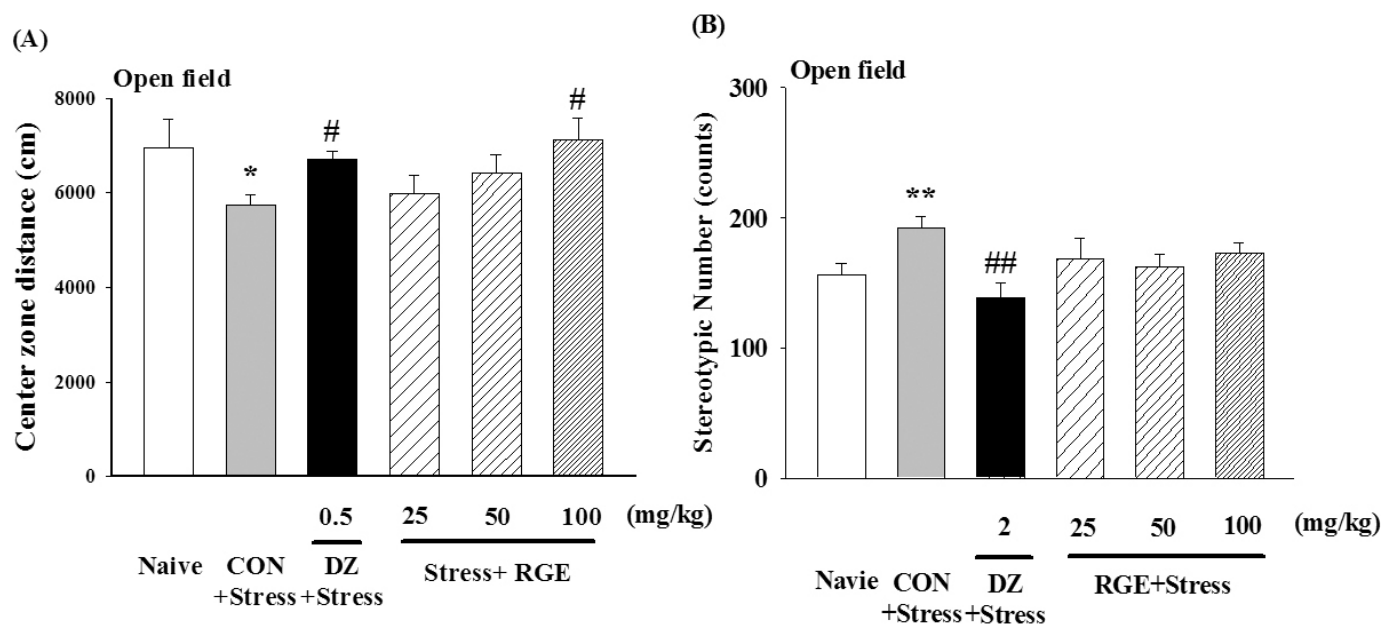 (A)
Open field
Center zone distance (cm)
8000
6000
4000
2000
0
*
#
#
0.5 25 50 100 (mg/kg)
Naive CON DZ Stress+ RGE
+Stress +Stress
(B)
Open field
Stereotypic Number (counts)
300
200
100
0
**
##
2 25 50 100 (mg/kg)
Navie CON DZ RGE+Stress
+Stress +Stress